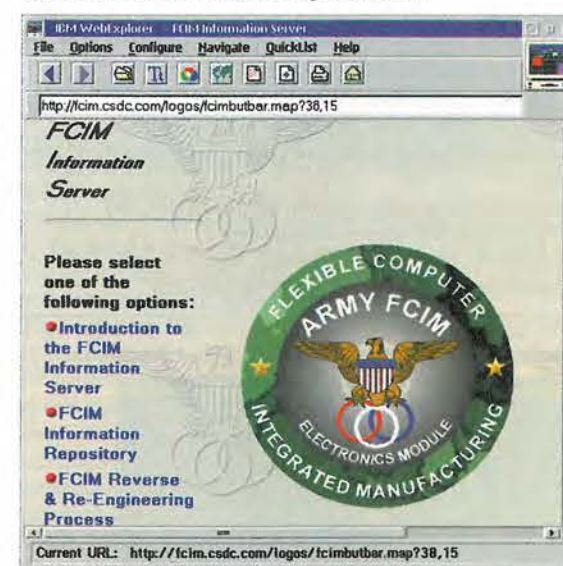 IBM WebExplorer - FCIM Information Server
File Options Configure Navigate QuickList Help
http://fcim.csdc.com/logos/fcimbutbar.map?38,15
FCIM
Information
Server
Please select
one of the
following options:
Introduction to
the FCIM
Information
Server
FCIM
Information
Repository
FCIM Reverse
& Re-Engineering
Process
FLEXIBLE COMPUTER
ARMY FCIM
ELECTRONICS MODULE
INTEGRATED MANUFACTURING
Current URL: http://fcim.csdc.com/logos/fcimbutbar.map?38,15